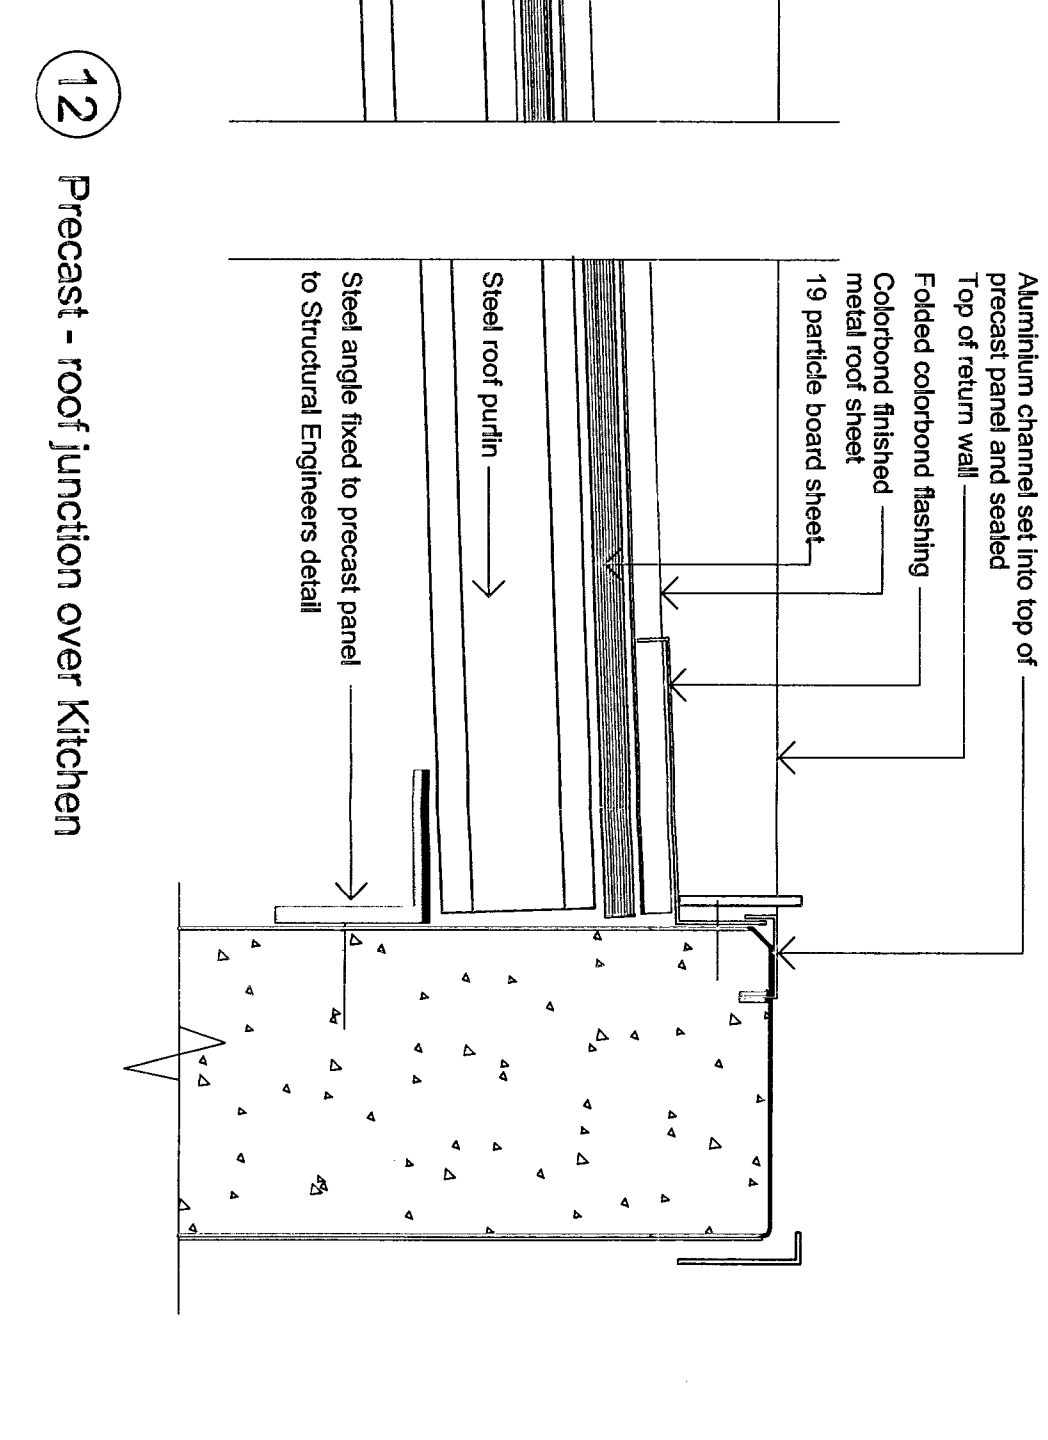 Aluminium channel set into top of
precast panel and sealed
Top of return wall
Folded colorbond flashing
Colorbond finished
metal roof sheet
19 particle board sheet
Steel roof purlin
Steel angle fixed to precast panel
to Structural Engineers detail
12 Precast - roof junction over Kitchen